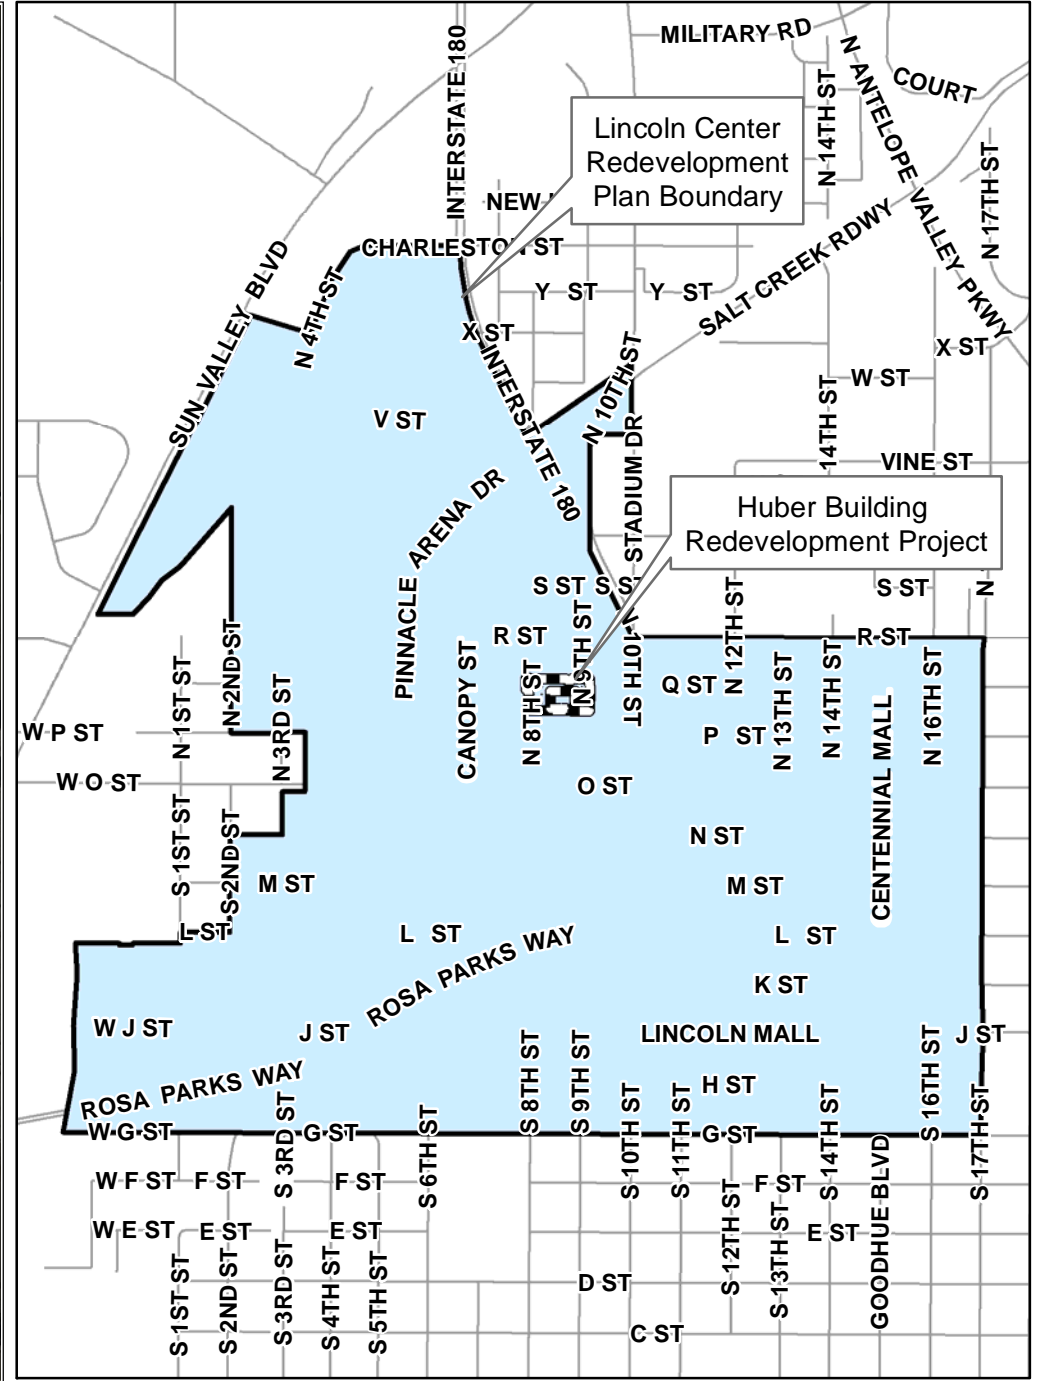 MILITARY RD
N ANTELOPE VALLEY PKWY
COURT
INTERSTATE 180
N 14TH ST
Lincoln Center
Redevelopment
Plan Boundary
N 17TH ST
NEW
SALT CREEK RDWY
CHARLESTON ST
SUN VALLEY BLVD
N 4TH ST
Y ST
Y ST
X ST
X ST
INTERSTATE 180
N 10TH ST
W ST
14TH ST
V ST
STADIUM DR
VINE ST
PINNACLE ARENA DR
Huber Building
Redevelopment Project
S ST
S ST
S ST
N
N 12TH ST
N 9TH ST
R ST
R ST
N 10TH ST
N 1ST ST
N 2ND ST
N 3RD ST
CANOPY ST
N 8TH ST
Q ST
N 13TH ST
N 14TH ST
N 16TH ST
CENTENNIAL MALL
W P ST
P ST
W O ST
O ST
S 1ST ST
S 2ND ST
N ST
M ST
M ST
L ST
L ST
L ST
ROSA PARKS WAY
K ST
W J ST
J ST
LINCOLN MALL
J ST
ROSA PARKS WAY
S 8TH ST
S 9TH ST
S 10TH ST
S 11TH ST
H ST
S 14TH ST
S 16TH ST
S 17TH ST
W G ST
S 3RD ST
G ST
S 6TH ST
G ST
W F ST
F ST
F ST
F ST
GOODHUE BLVD
W E ST
E ST
E ST
S 12TH ST
S 13TH ST
E ST
S 1ST ST
S 2ND ST
S 3RD ST
S 4TH ST
S 5TH ST
D ST
C ST